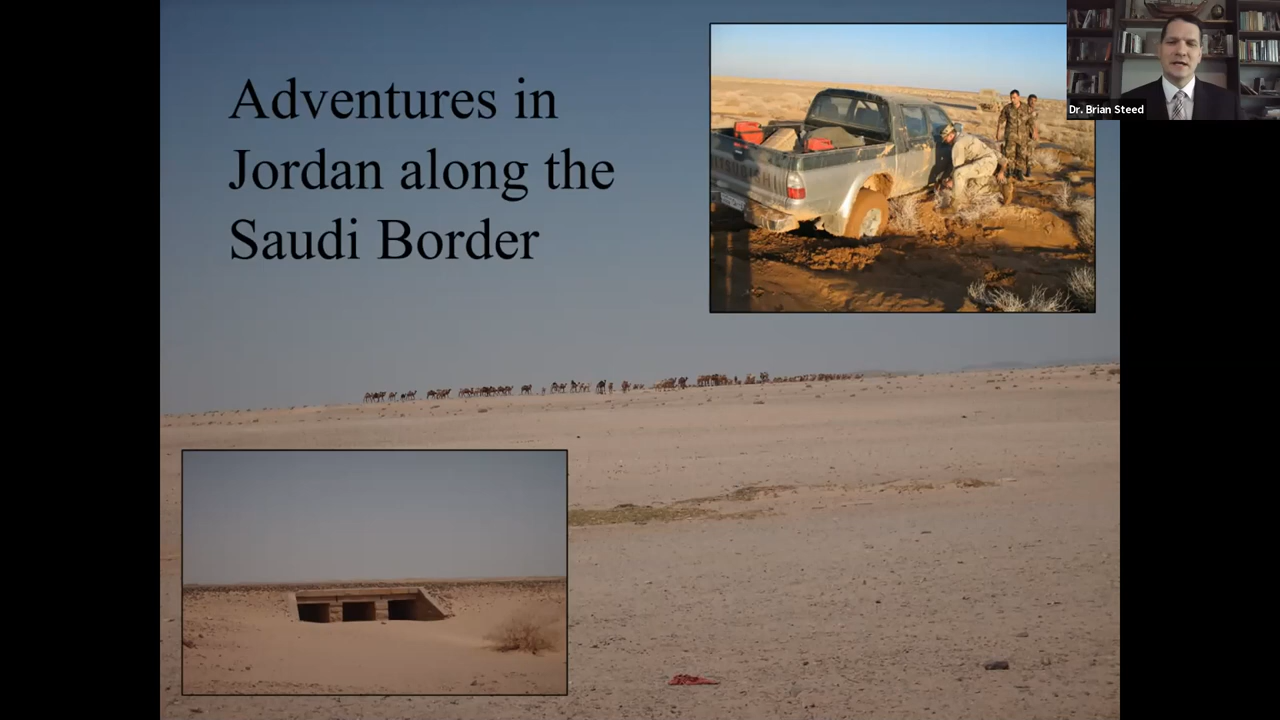 Adventures in
Jordan along the
Saudi Border
Dr. Brian Steed